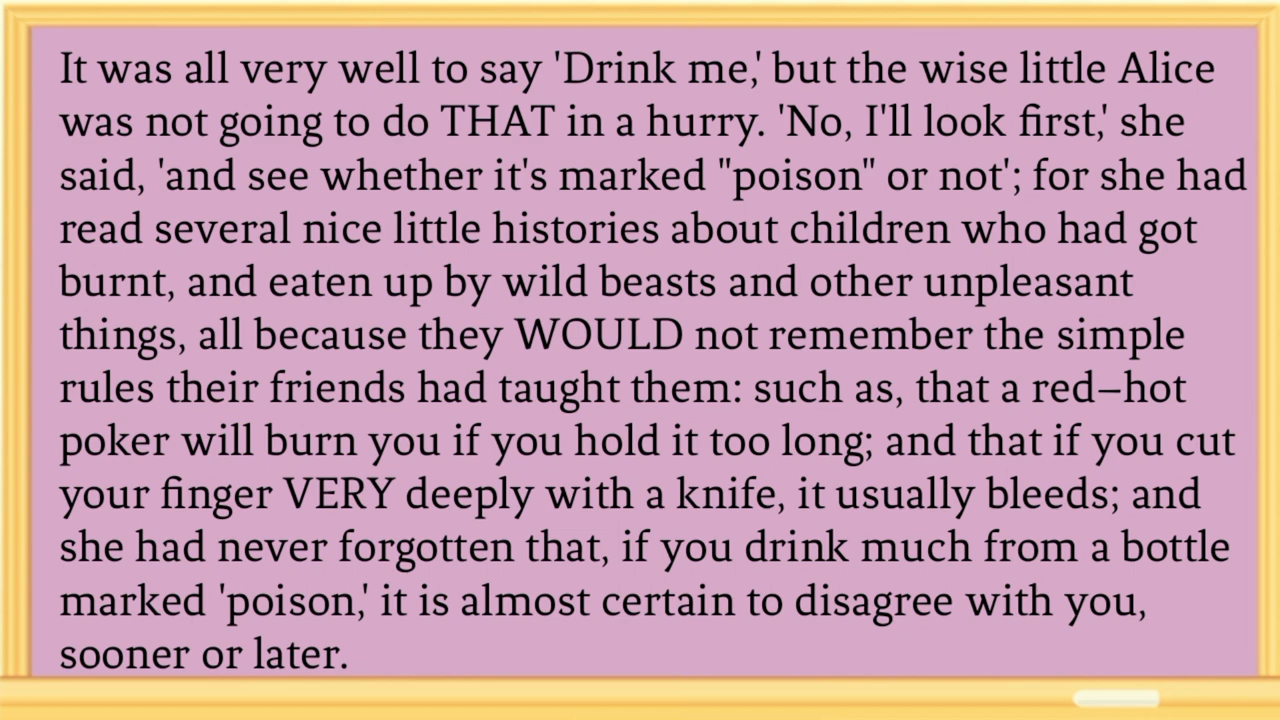 It was all very well to say 'Drink me,' but the wise little Alice
was not going to do THAT in a hurry. 'No, I'll look first,' she
said, 'and see whether it's marked "poison" or not'; for she had
read several nice little histories about children who had got
burnt, and eaten up by wild beasts and other unpleasant
things, all because they WOULD not remember the simple
rules their friends had taught them: such as, that a red–hot
poker will burn you if you hold it too long; and that if you cut
your finger VERY deeply with a knife, it usually bleeds; and
she had never forgotten that, if you drink much from a bottle
marked 'poison,' it is almost certain to disagree with you,
sooner or later.